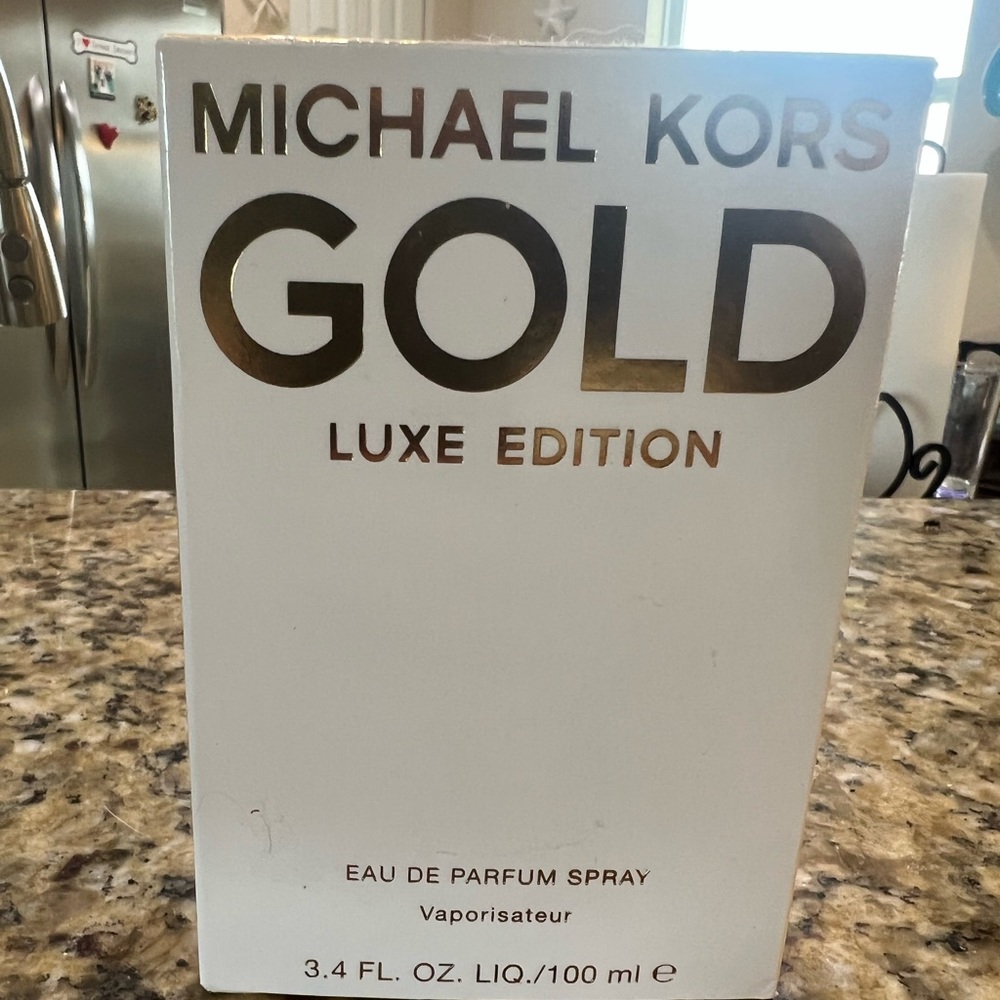 MICHAEL KORS
GOLD
LUXE EDITION
EAU DE PARFUM SPRAY
Vaporisateur
3.4 FL. OZ. LIQ./100 ml ℮